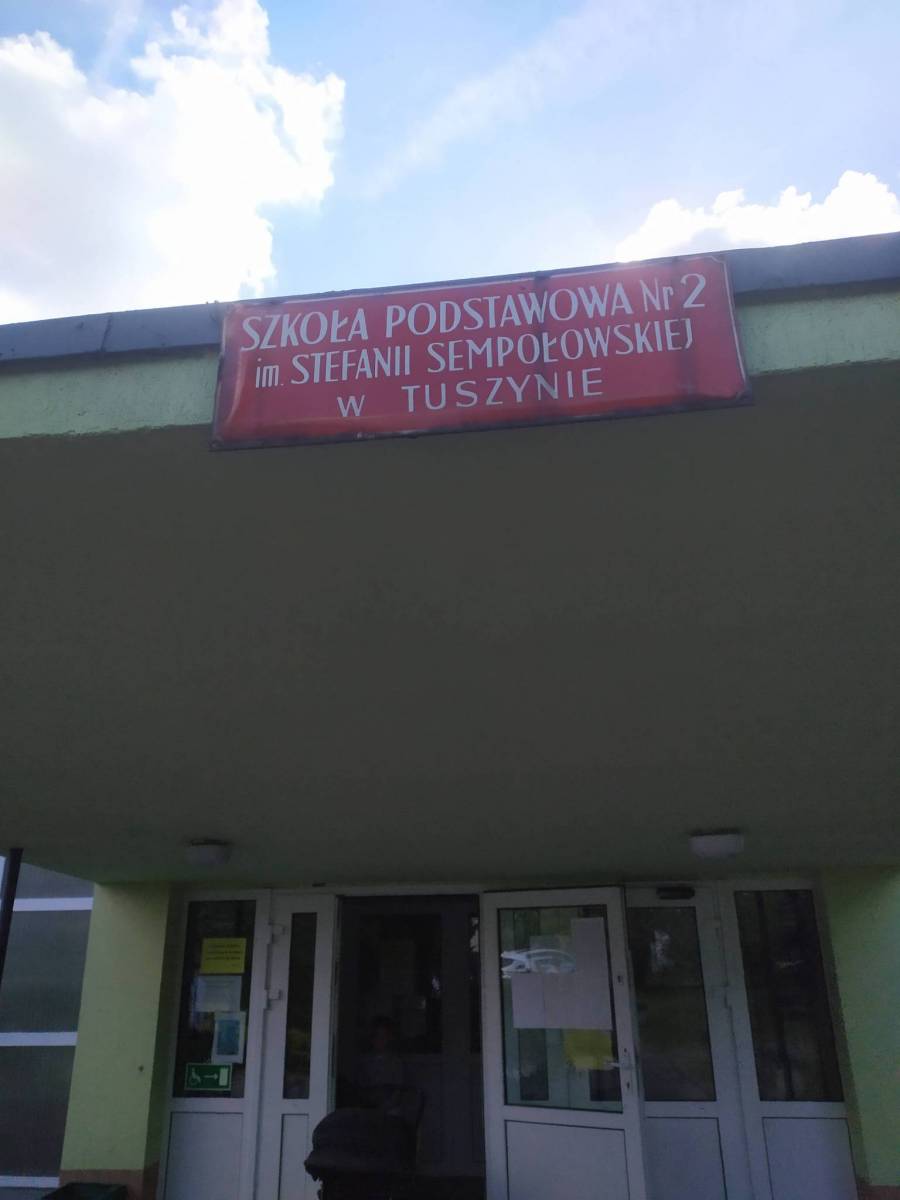 SZKOŁA PODSTAWOWA Nr 2
im. STEFANII SEMPOŁOWSKIEJ
W TUSZYNIE